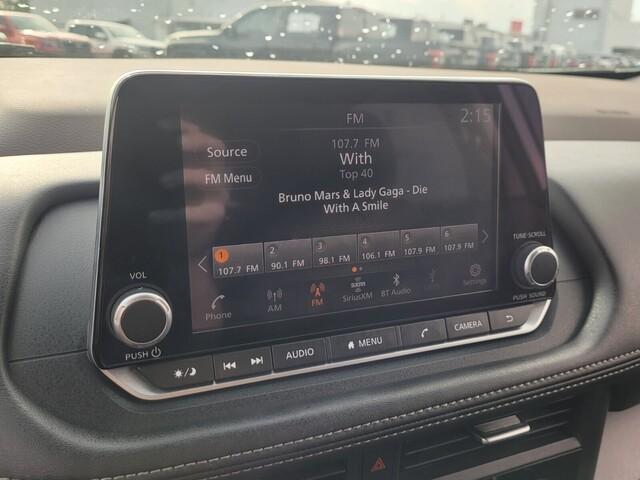 FM
2:15
Source
107.7 FM
With
Top 40
FM Menu
Bruno Mars & Lady Gaga - Die
With A Smile
1
2
3
4
5
6
107.7 FM
90.1 FM
98.1 FM
106.1 FM
107.9 FM
107.9 FM
Phone
AM
FM
sxm
SiriusXM
BT Audio
Settings
VOL
PUSH
TUNE-SCROLL
PUSH SOUND
AUDIO
MENU
CAMERA